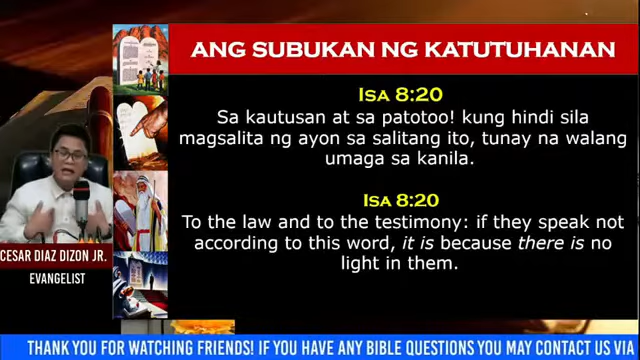 ANG SUBUKAN NG KATUTUHANAN
ISA 8:20
Sa kautusan at sa patotoo! kung hindi sila
magsalita ng ayon sa salitang ito, tunay na walang
umaga sa kanila.
ISA 8:20
To the law and to the testimony: if they speak not
according to this word, it is because there is no
light in them.
CESAR DIAZ DIZON JR.
EVANGELIST
THANK YOU FOR WATCHING FRIENDS! IF YOU HAVE ANY BIBLE QUESTIONS YOU MAY CONTACT US VIA